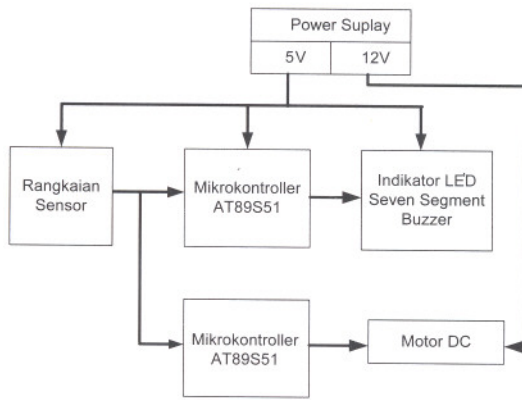 Power Suplay
5V 12V
Rangkaian
Sensor
Mikrokontroller
AT89S51
Indikator LED
Seven Segment
Buzzer
Mikrokontroller
AT89S51
Motor DC